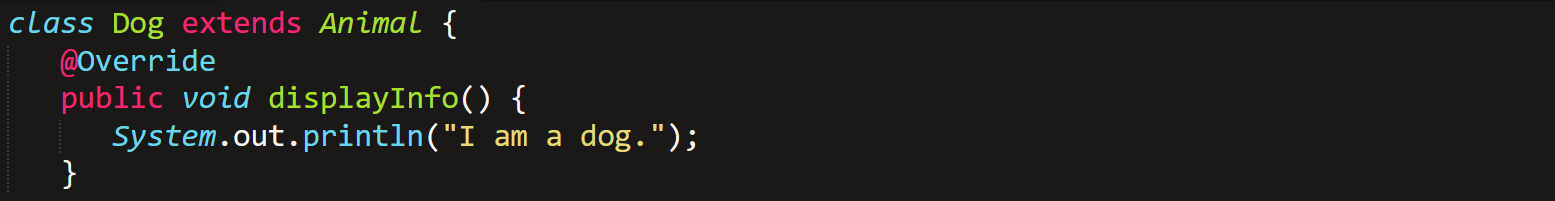 class Dog extends Animal {
@Override
public void displayInfo() {
System.out.println("I am a dog.");
}